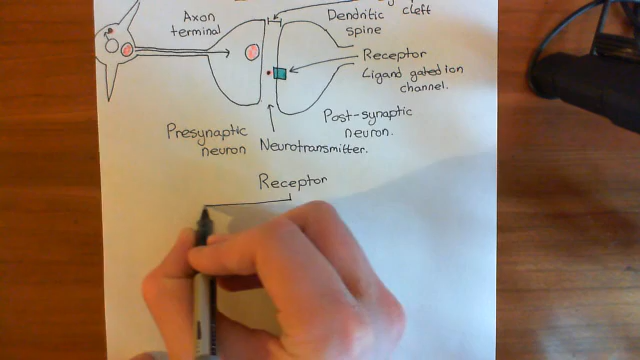 cleft
Axon
terminal
Dendritic
spine
Receptor
Ligand gated ion
channel.
Post-synaptic
neuron.
Presynaptic
neuron
Neurotransmitter.
Receptor